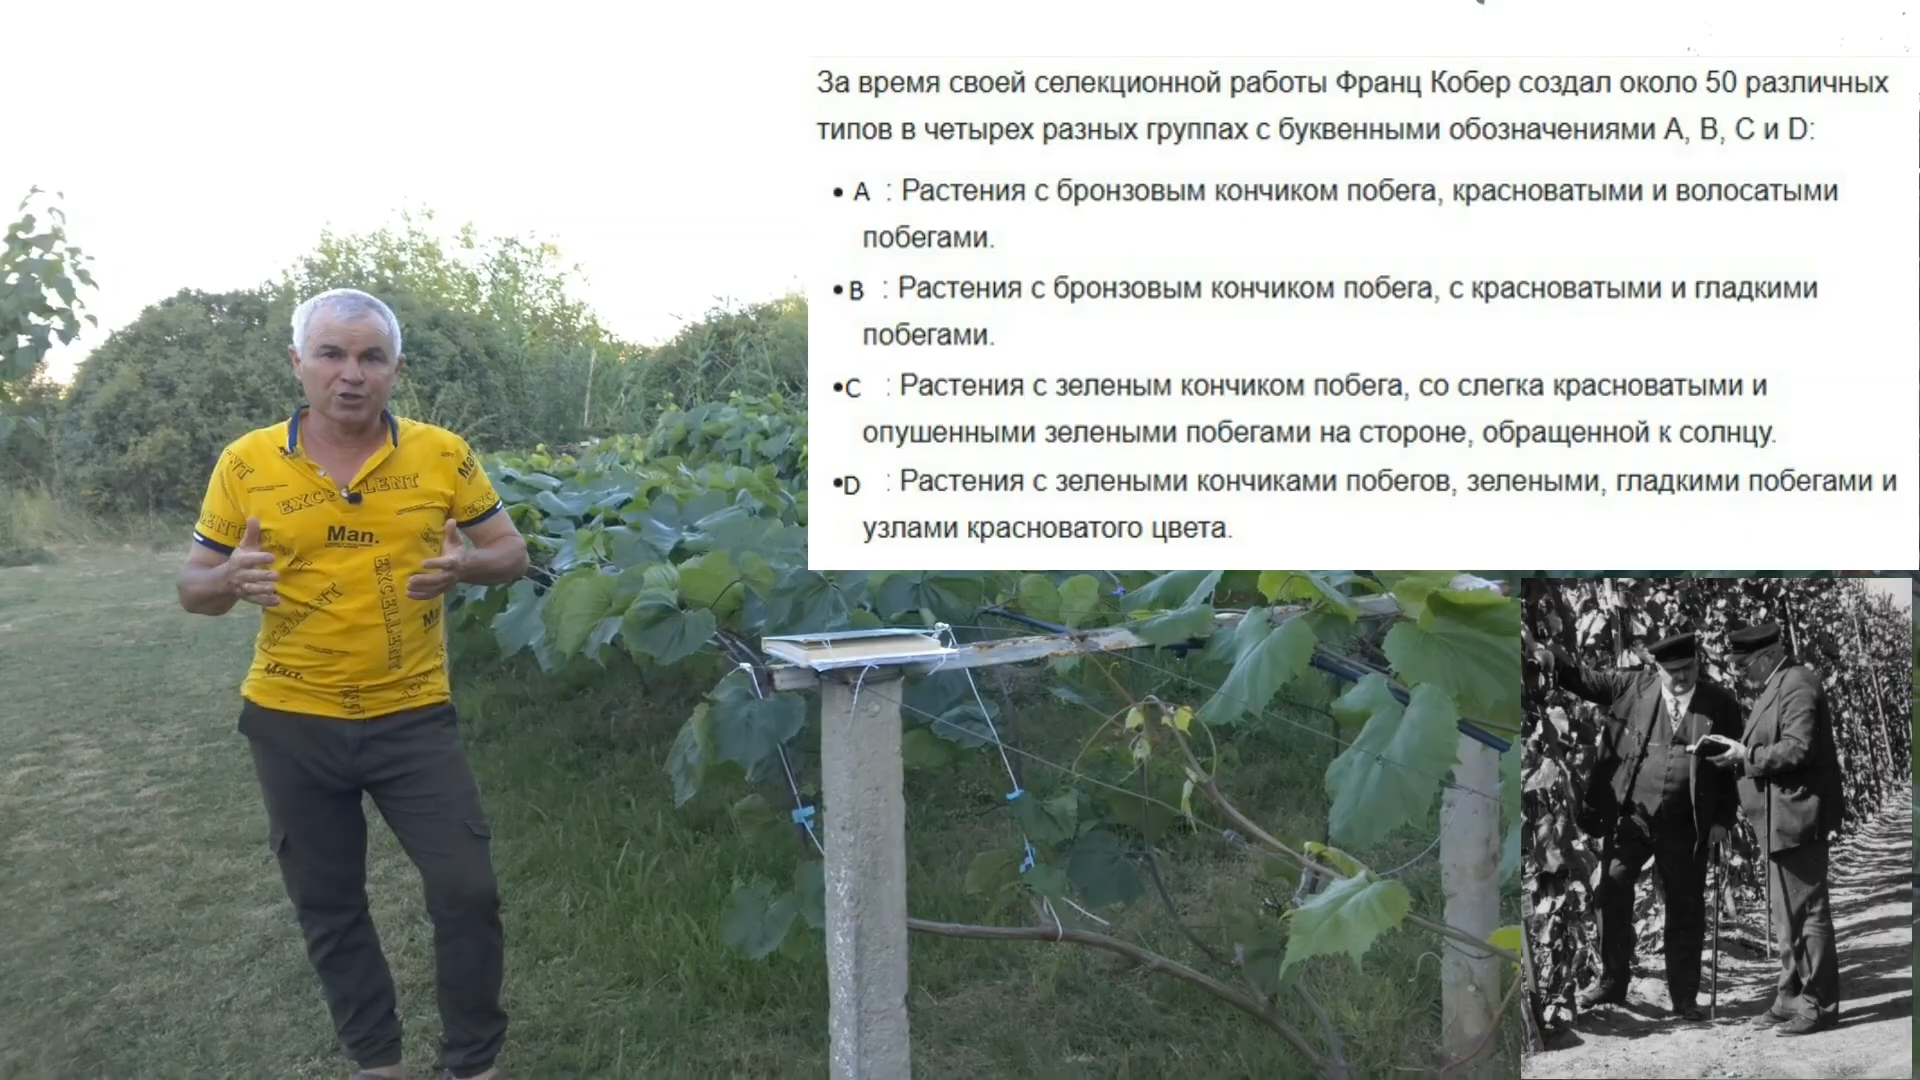 За время своей селекционной работы Франц Кобер создал около 50 различных
типов в четырех разных группах с буквенными обозначениями A, B, C и D:
• A : Растения с бронзовым кончиком побега, красноватыми и волосатыми
побегами.
• B : Растения с бронзовым кончиком побега, с красноватыми и гладкими
побегами.
•C : Растения с зеленым кончиком побега, со слегка красноватыми и
опушенными зелеными побегами на стороне, обращенной к солнцу.
•D : Растения с зелеными кончиками побегов, зелеными, гладкими побегами и
узлами красноватого цвета.
EXCELLENT
Man.
EXCELLENT
EXCELLENT
Man.